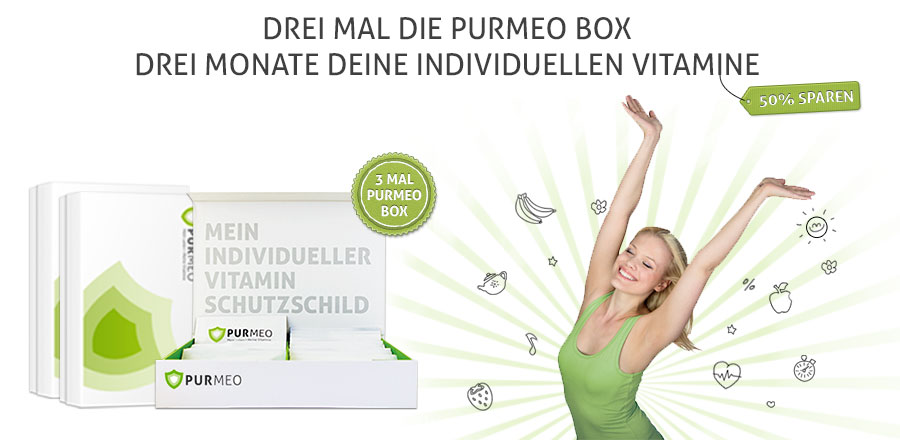 DREI MAL DIE PURMEO BOX
DREI MONATE DEINE INDIVIDUELLEN VITAMINE
50% SPAREN
3 MAL
PURMEO
BOX
PURMEO
MEIN
INDIVIDUELLER
VITAMIN
SCHUTZSCHILD
PURMEO
PURMEO
%